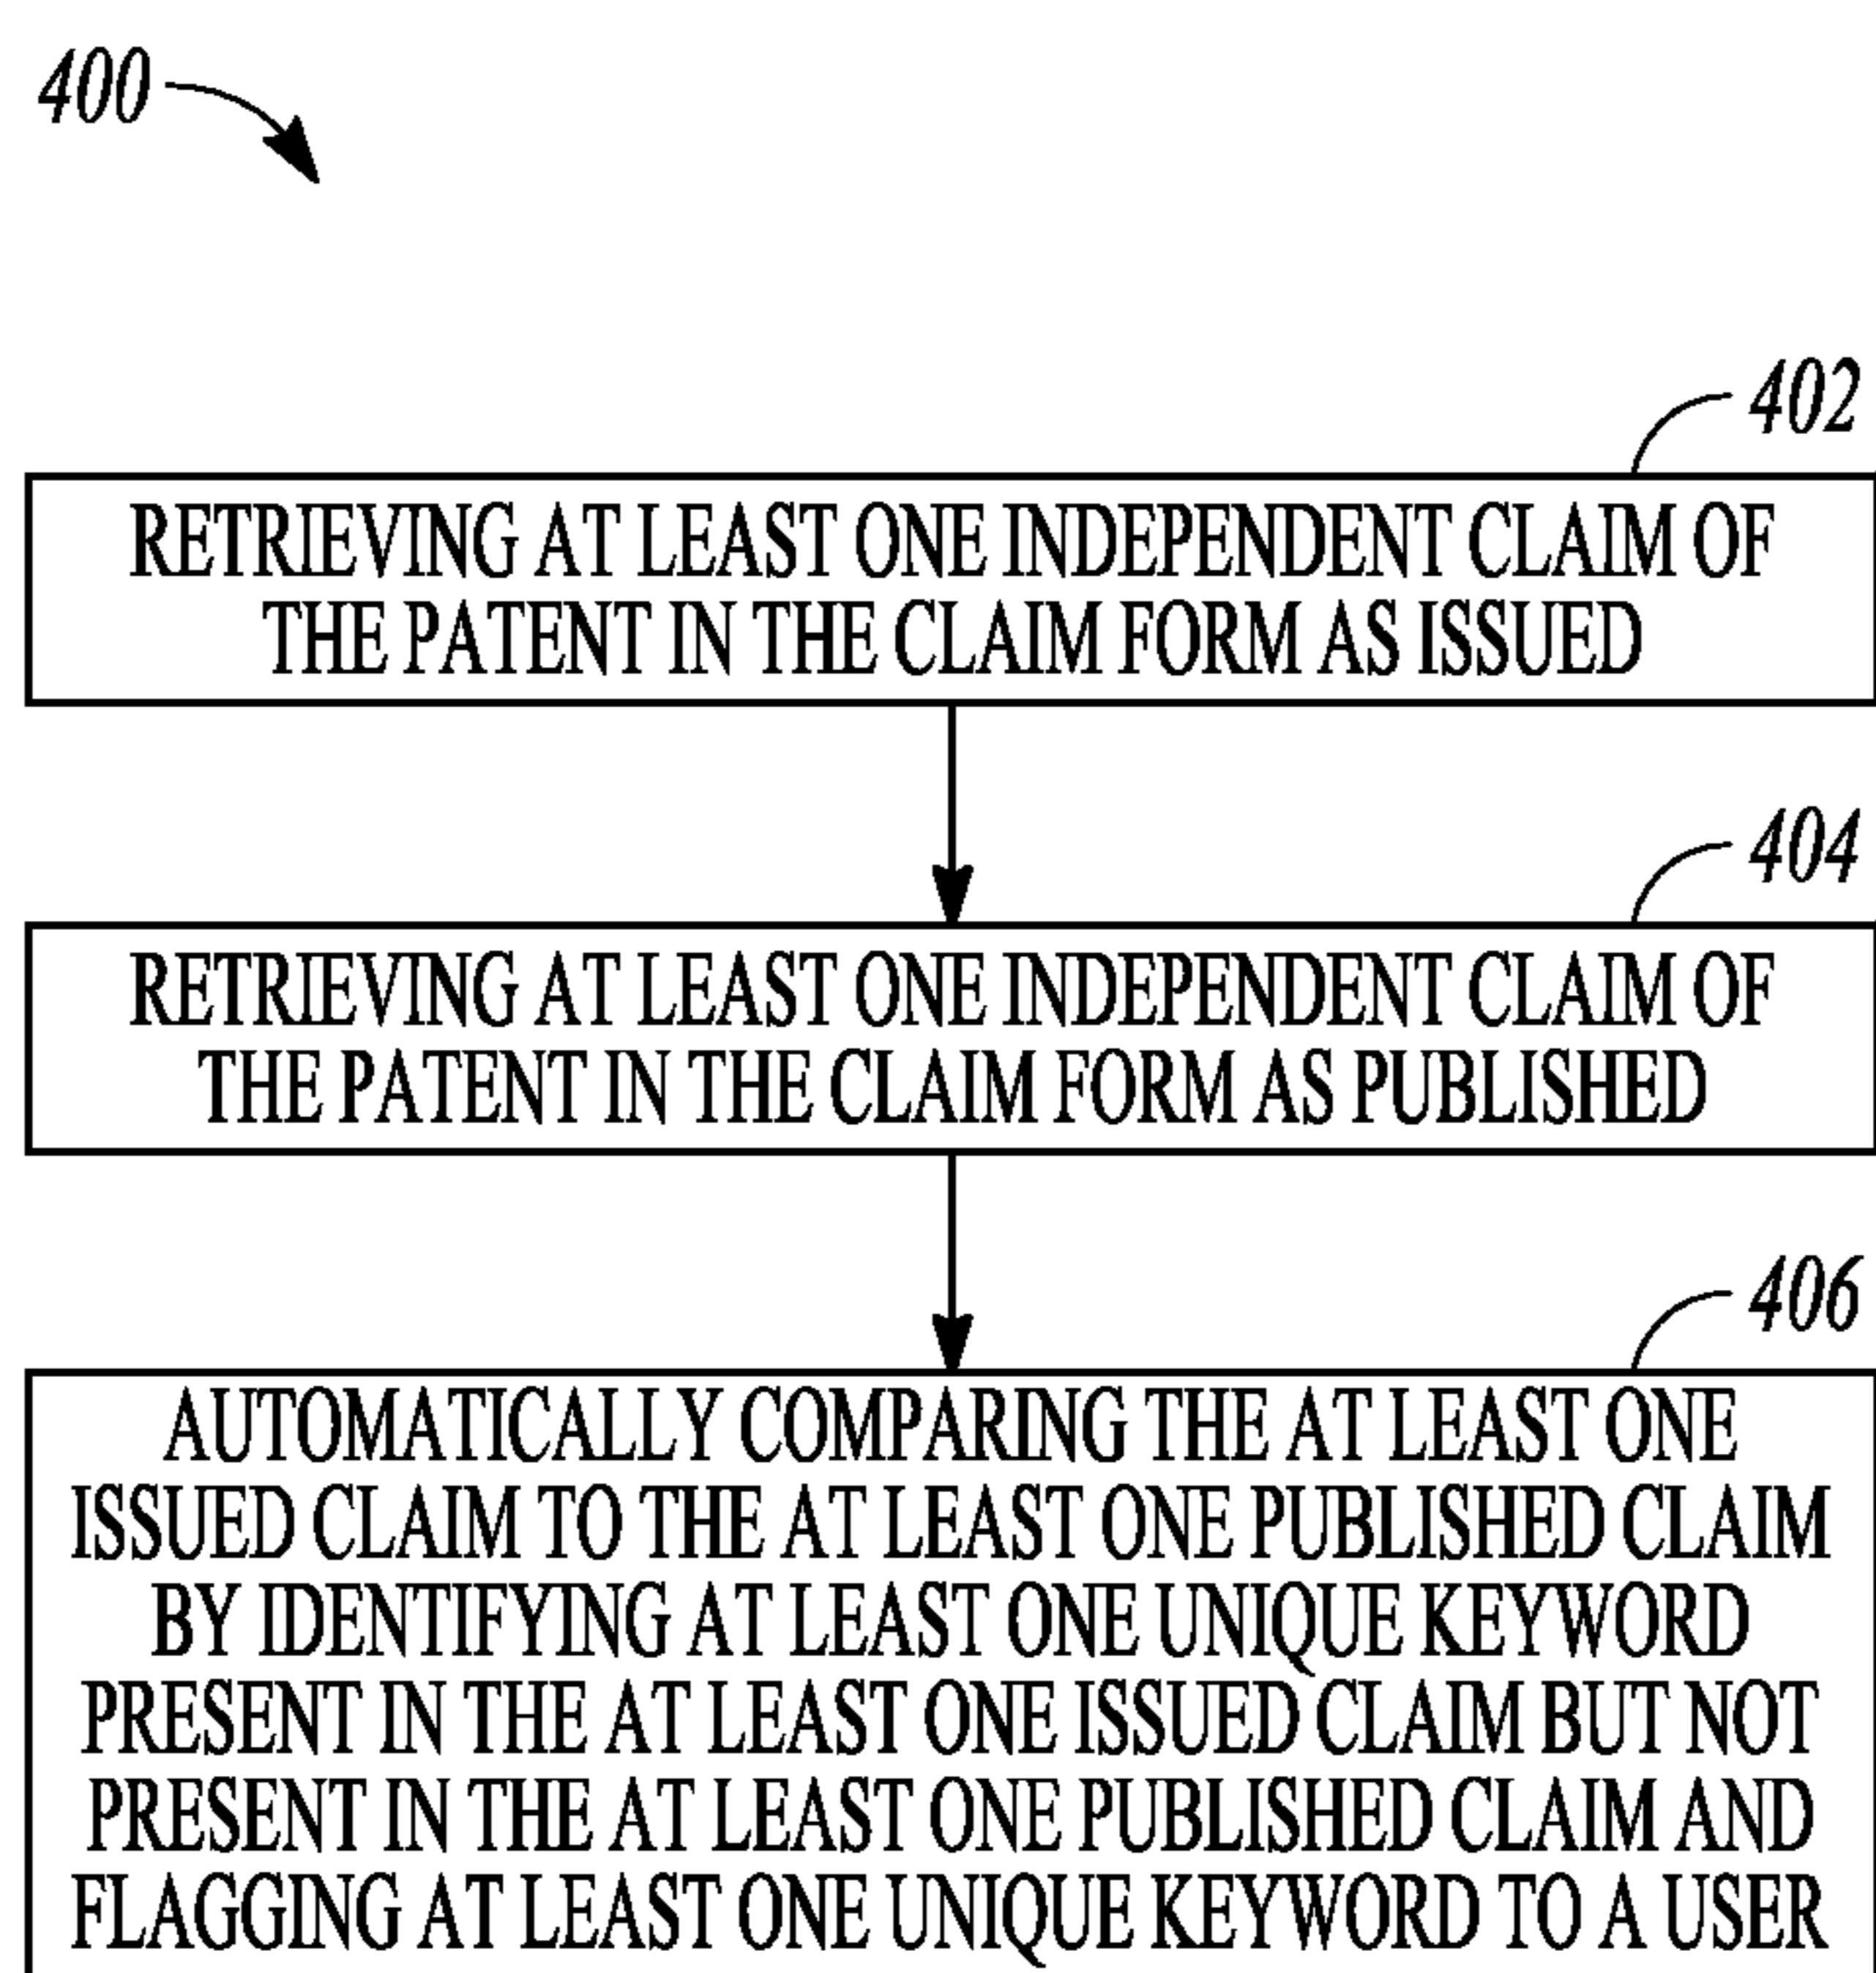 400
402
RETRIEVING AT LEAST ONE INDEPENDENT CLAIM OF
THE PATENT IN THE CLAIM FORM AS ISSUED
404
RETRIEVING AT LEAST ONE INDEPENDENT CLAIM OF
THE PATENT IN THE CLAIM FORM AS PUBLISHED
406
AUTOMATICALLY COMPARING THE AT LEAST ONE
ISSUED CLAIM TO THE AT LEAST ONE PUBLISHED CLAIM
BY IDENTIFYING AT LEAST ONE UNIQUE KEYWORD
PRESENT IN THE AT LEAST ONE ISSUED CLAIM BUT NOT
PRESENT IN THE AT LEAST ONE PUBLISHED CLAIM AND
FLAGGING AT LEAST ONE UNIQUE KEYWORD TO A USER